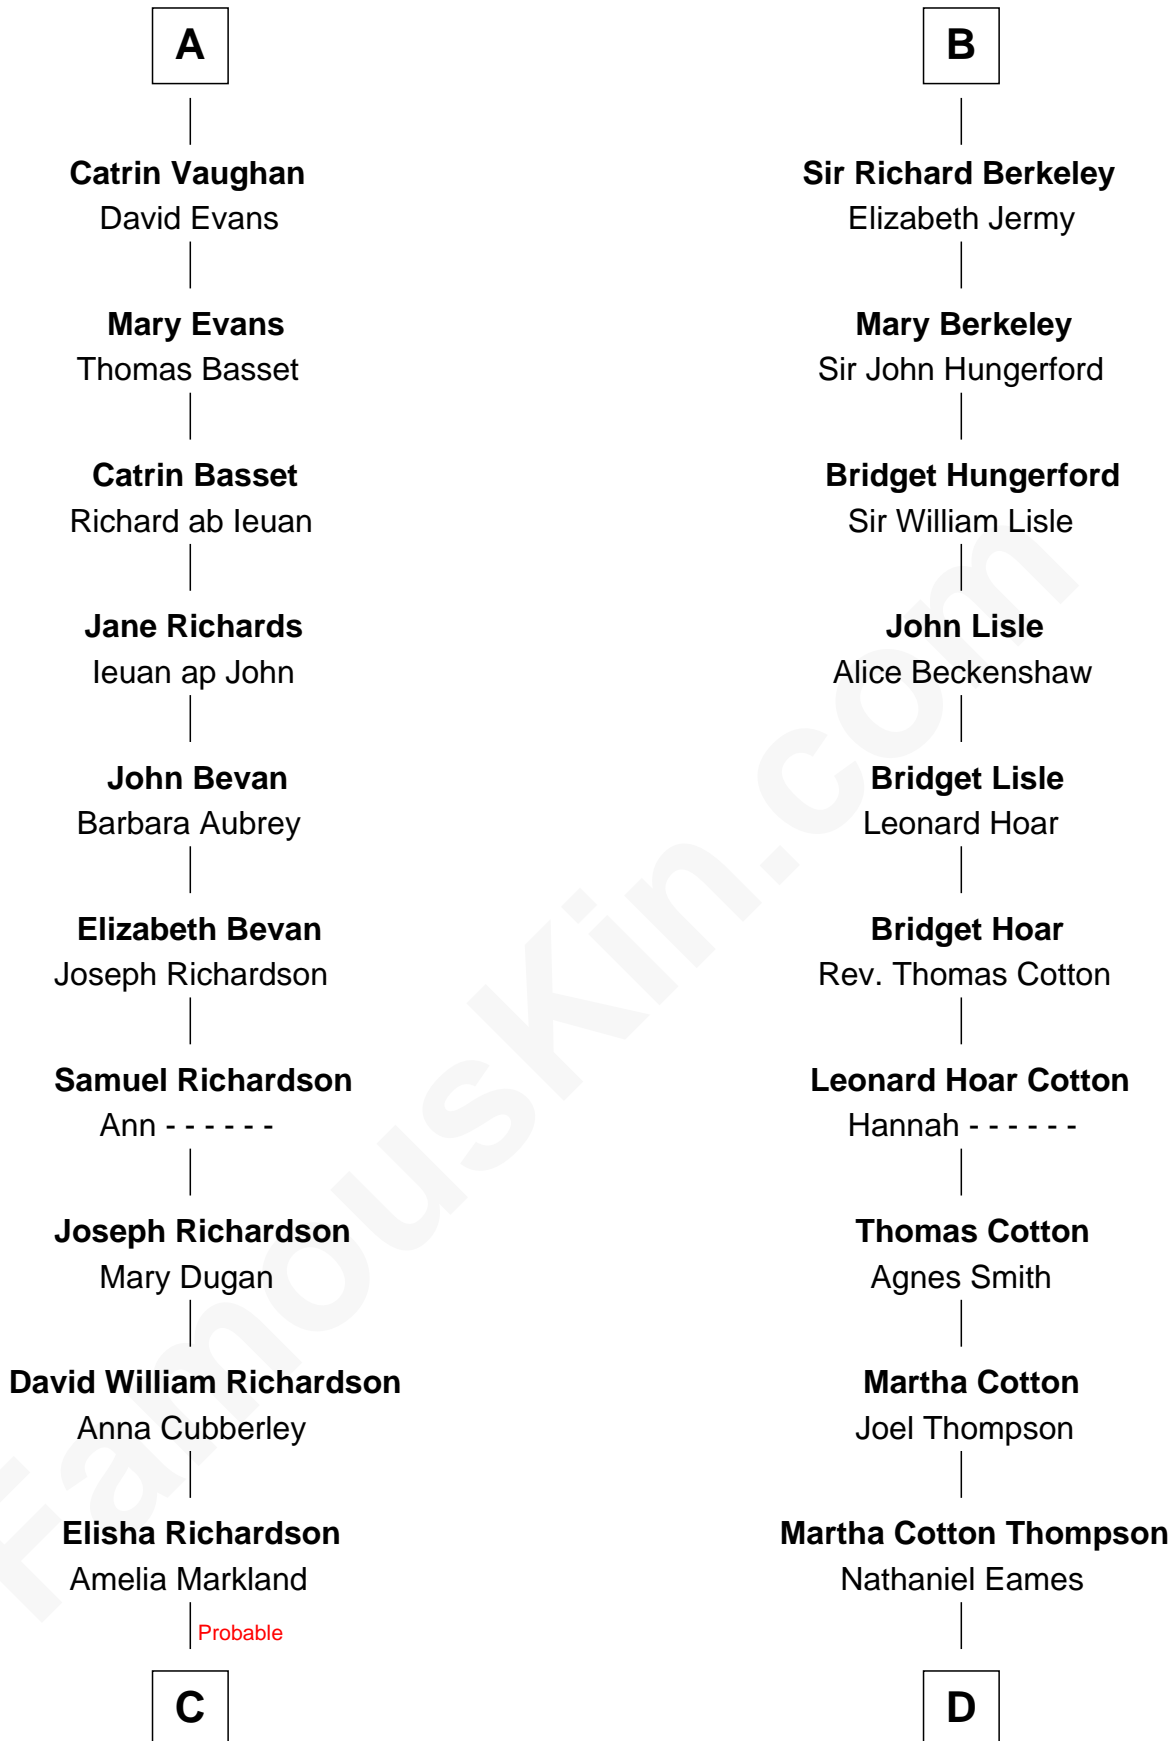 A
Catrin Vaughan
David Evans
Mary Evans
Thomas Basset
Catrin Basset
Richard ab Ieuan
Jane Richards
Ieuan ap John
John Bevan
Barbara Aubrey
Elizabeth Bevan
Joseph Richardson
Samuel Richardson
Ann - - - - - -
Joseph Richardson
Mary Dugan
David William Richardson
Anna Cubberley
Elisha Richardson
Amelia Markland
Probable
C
B
Sir Richard Berkeley
Elizabeth Jermy
Mary Berkeley
Sir John Hungerford
Bridget Hungerford
Sir William Lisle
John Lisle
Alice Beckenshaw
Bridget Lisle
Leonard Hoar
Bridget Hoar
Rev. Thomas Cotton
Leonard Hoar Cotton
Hannah - - - - - -
Thomas Cotton
Agnes Smith
Martha Cotton
Joel Thompson
Martha Cotton Thompson
Nathaniel Eames
D
FamousKin.com